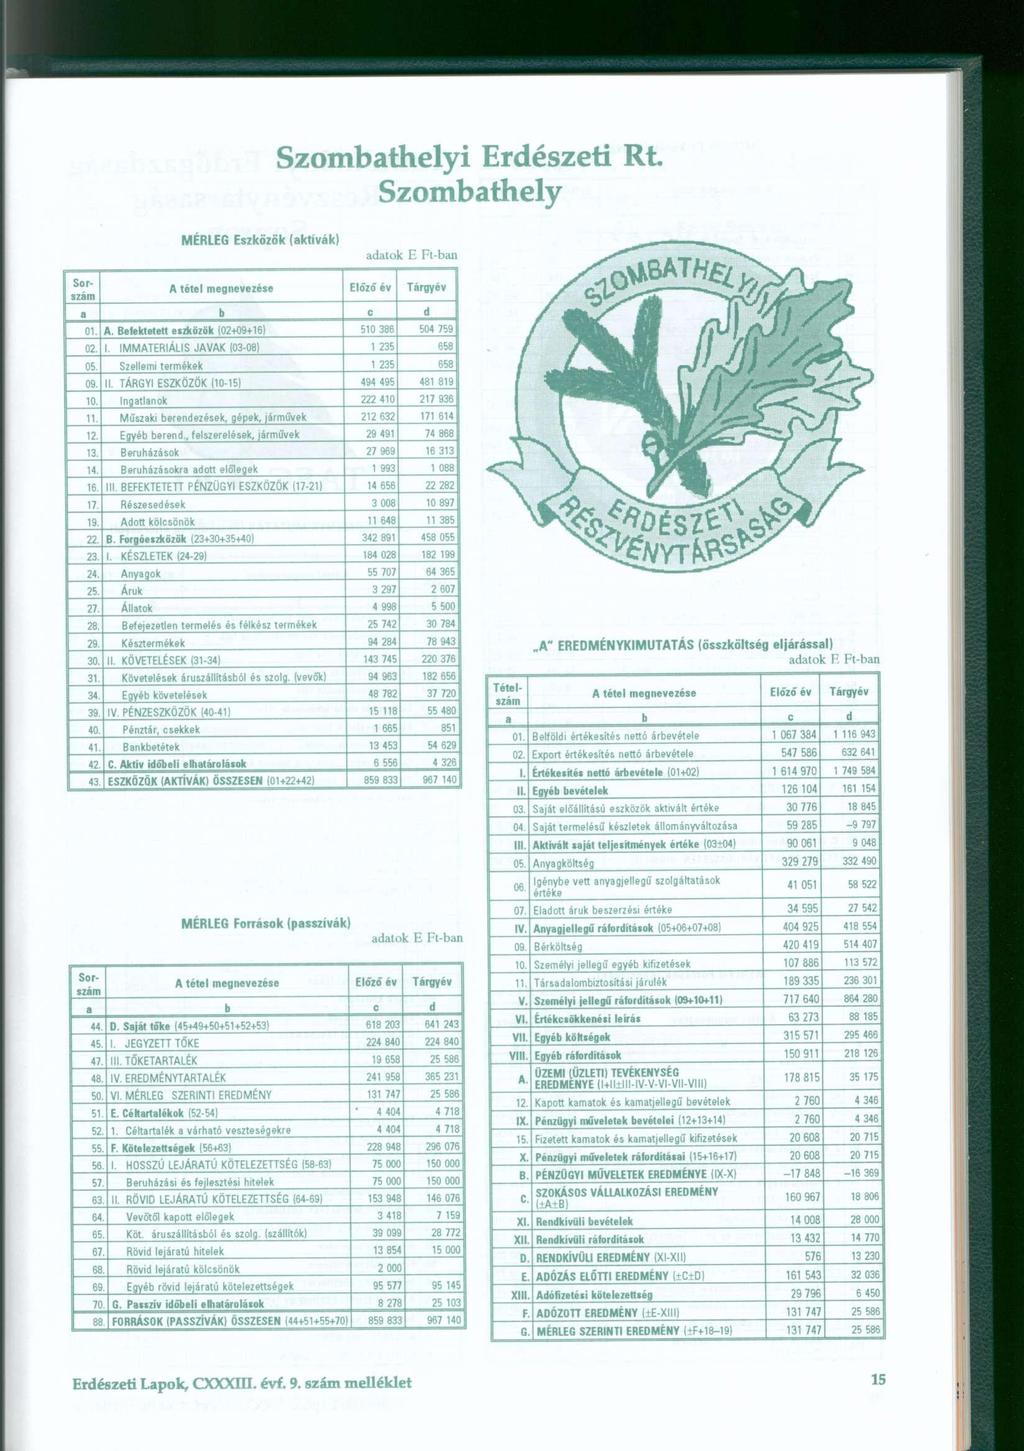 Szombathelyi Erdészeti Rt.
Szombathely
MÉRLEG Eszközök (aktívák)
adatok E Ft-ban
Sor-szám A tétel megnevezése Előző év Tárgyév
a b c d
01. A. Befektetett eszközök (02+09+16) 510 386 504 759
02. I. IMMATERIÁLIS JAVAK (03-08) 1 235 658
05. Szellemi termékek 1 235 658
09. II. TÁRGYI ESZKÖZÖK (10-15) 494 495 481 819
10. Ingatlanok 222 410 217 936
11. Műszaki berendezések, gépek, járművek 212 632 171 614
12. Egyéb berend., felszerelések, járművek 29 491 74 868
13. Beruházások 27 969 16 313
14. Beruházásokra adott előlegek 1 993 1 088
16. III. BEFEKTETETT PÉNZÜGYI ESZKÖZÖK (17-21) 14 656 22 282
17. Részesedések 3 008 10 897
19. Adott kölcsönök 11 648 11 385
22. B. Forgóeszközök (23+30+35+40) 342 891 458 055
23. I. KÉSZLETEK (24-29) 184 028 182 199
24. Anyagok 55 707 64 365
25. Áruk 3 297 2 607
27. Állatok 4 998 5 500
28. Befejezetlen termelés és félkész termékek 25 742 30 784
29. Késztermékek 94 284 78 943
30. II. KÖVETELÉSEK (31-34) 143 745 220 376
31. Követelések áruszállításból és szolg. (vevők) 94 963 182 656
34. Egyéb követelések 48 782 37 720
39. IV. PÉNZESZKÖZÖK (40-41) 15 118 55 480
40. Pénztár, csekkek 1 665 851
41. Bankbetétek 13 453 54 629
42. C. Aktív időbeli elhatárolások 6 556 4 326
43. ESZKÖZÖK (AKTÍVÁK) ÖSSZESEN (01+22+42) 859 833 967 140
MÉRLEG Források (passzívák)
adatok E Ft-ban
Sor-szám A tétel megnevezése Előző év Tárgyév
a b c d
44. D. Saját tőke (45+49+50+51+52+53) 618 203 641 243
45. I. JEGYZETT TŐKE 224 840 224 840
47. III. TŐKETARTALÉK 19 658 25 586
48. IV. EREDMÉNYTARTALÉK 241 958 365 231
50. VI. MÉRLEG SZERINTI EREDMÉNY 131 747 25 586
51. E. Céltartalékok (52-54) 4 404 4 718
52. 1. Céltartalék a várható veszteségekre 4 404 4 718
55. F. Kötelezettségek (56+63) 228 948 296 076
56. I. HOSSZÚ LEJÁRATÚ KÖTELEZETTSÉG (58-63) 75 000 150 000
57. Beruházási és fejlesztési hitelek 75 000 150 000
63. II. RÖVID LEJÁRATÚ KÖTELEZETTSÉG (64-69) 153 948 146 076
64. Vevőtől kapott előlegek 3 418 7 159
65. Köt. áruszállításból és szolg. (szállítók) 39 099 28 772
67. Rövid lejáratú hitelek 13 854 15 000
68. Rövid lejáratú kölcsönök 2 000
69. Egyéb rövid lejáratú kötelezettségek 95 577 95 145
70. G. Passzív időbeli elhatárolások 8 278 25 103
88. FORRÁSOK (PASSZÍVÁK) ÖSSZESEN (44+51+55+70) 859 833 967 140
SZOMBATHELYI
ERDÉSZETI
RÉSZVÉNYTÁRSASÁG
„A" EREDMÉNYKIMUTATÁS (összköltség eljárással)
adatok E Ft-ban
Tétel-szám A tétel megnevezése Előző év Tárgyév
a b c d
01. Belföldi értékesítés nettó árbevétele 1 067 384 1 116 943
02. Export értékesítés nettó árbevétele 547 586 632 641
I. Értékesítés nettó árbevétele (01+02) 1 614 970 1 749 584
II. Egyéb bevételek 126 104 161 154
03. Saját előállítású eszközök aktivált értéke 30 776 18 845
04. Saját termelésű készletek állományváltozása 59 285 –9 797
III. Aktivált saját teljesítmények értéke (03±04) 90 061 9 048
05. Anyagköltség 329 279 332 490
06. Igénybe vett anyagjellegű szolgáltatások értéke 41 051 58 522
07. Eladott áruk beszerzési értéke 34 595 27 542
IV. Anyagjellegű ráfordítások (05+06+07+08) 404 925 418 554
09. Bérköltség 420 419 514 407
10. Személyi jellegű egyéb kifizetések 107 886 113 572
11. Társadalombiztosítási járulék 189 335 236 301
V. Személyi jellegű ráfordítások (09+10+11) 717 640 864 280
VI. Értékcsökkenési leírás 63 273 88 185
VII. Egyéb költségek 315 571 295 466
VIII. Egyéb ráfordítások 150 911 218 126
A. ÜZEMI (ÜZLETI) TEVÉKENYSÉG EREDMÉNYE (I+II±III-IV-V-VI-VII-VIII) 178 815 35 175
12. Kapott kamatok és kamatjellegű bevételek 2 760 4 346
IX. Pénzügyi műveletek bevételei (12+13+14) 2 760 4 346
15. Fizetett kamatok és kamatjellegű kifizetések 20 608 20 715
X. Pénzügyi műveletek ráfordításai (15+16+17) 20 608 20 715
B. PÉNZÜGYI MŰVELETEK EREDMÉNYE (IX-X) –17 848 –16 369
C. SZOKÁSOS VÁLLALKOZÁSI EREDMÉNY (±A±B) 160 967 18 806
XI. Rendkívüli bevételek 14 008 28 000
XII. Rendkívüli ráfordítások 13 432 14 770
D. RENDKÍVÜLI EREDMÉNY (XI-XII) 576 13 230
E. ADÓZÁS ELŐTTI EREDMÉNY (±C±D) 161 543 32 036
XIII. Adófizetési kötelezettség 29 796 6 450
F. ADÓZOTT EREDMÉNY (±E-XIII) 131 747 25 586
G. MÉRLEG SZERINTI EREDMÉNY (±F+18–19) 131 747 25 586
Erdészeti Lapok, CXXXIII. évf. 9. szám melléklet
15